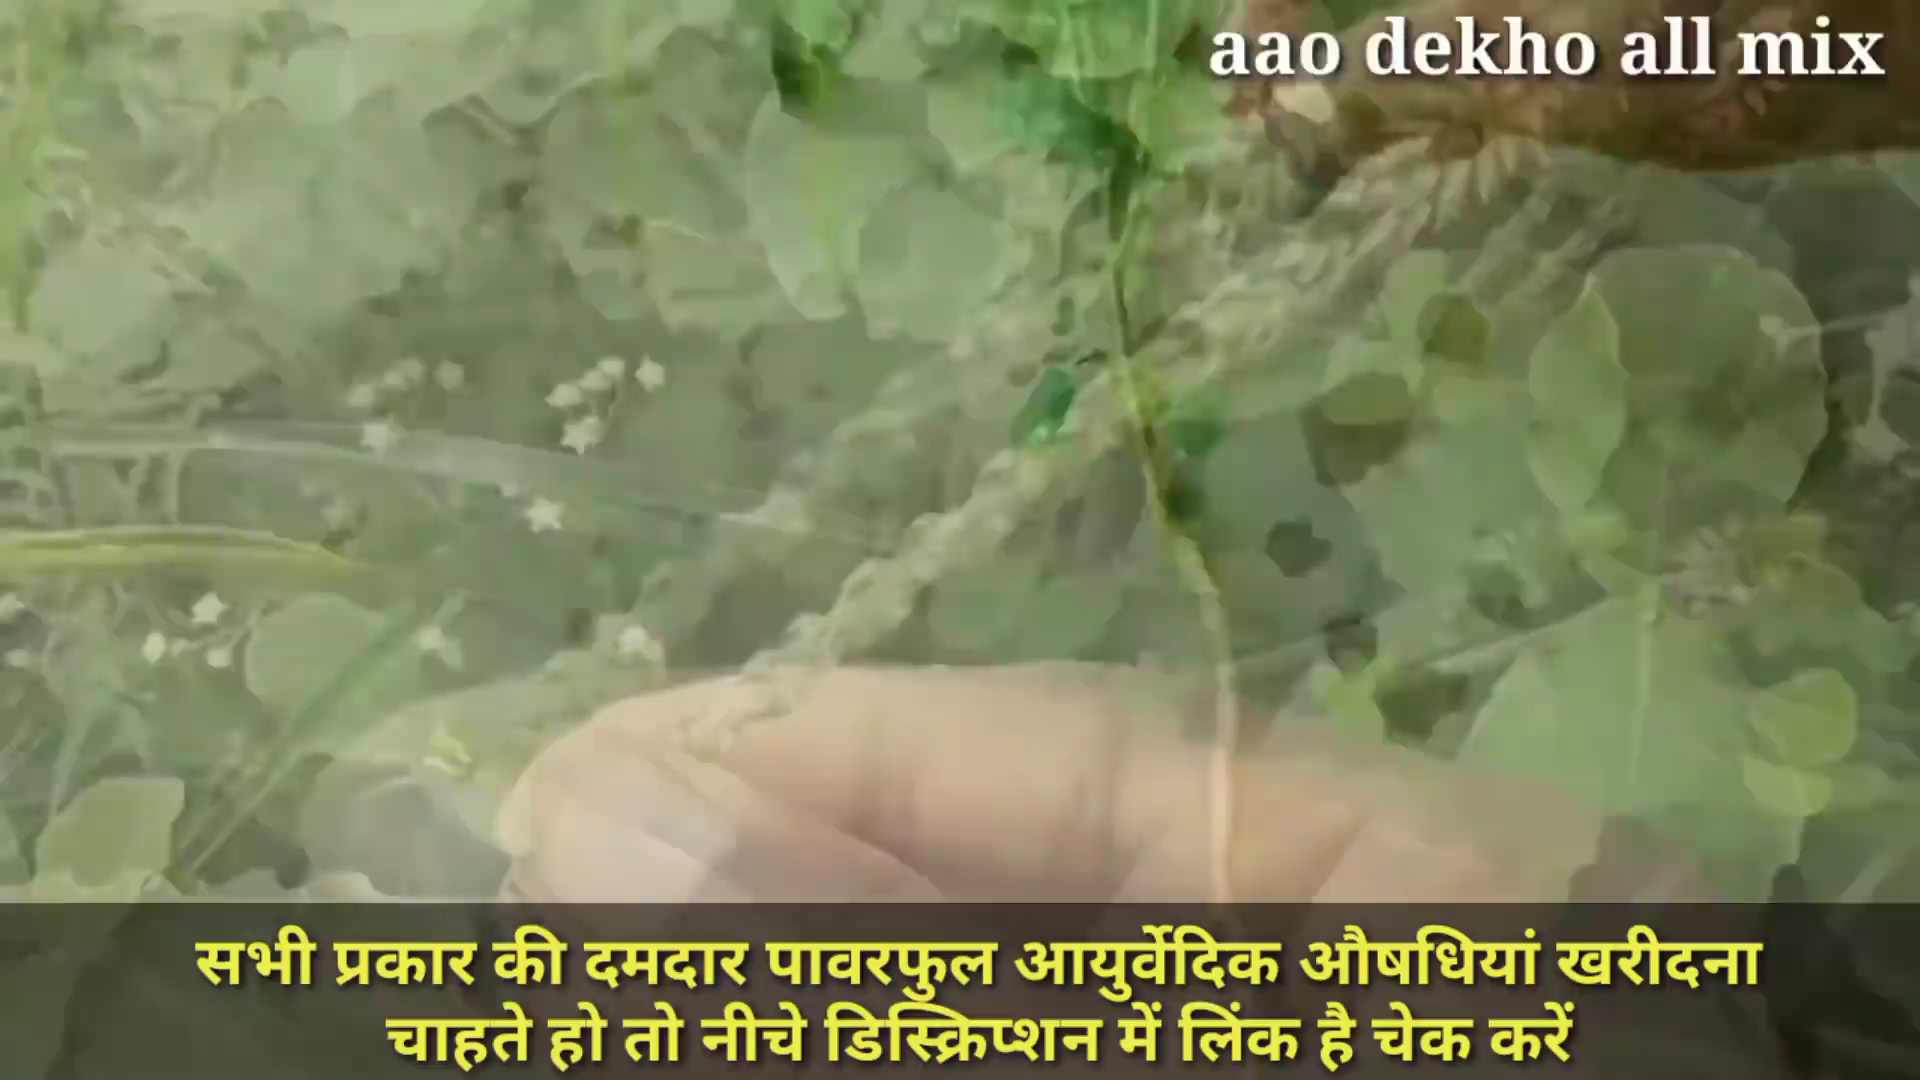 aao dekho all mix
सभी प्रकार की दमदार पावरफुल आयुर्वेदिक औषधियां खरीदना
चाहते हो तो नीचे डिस्क्रिप्शन में लिंक है चेक करें